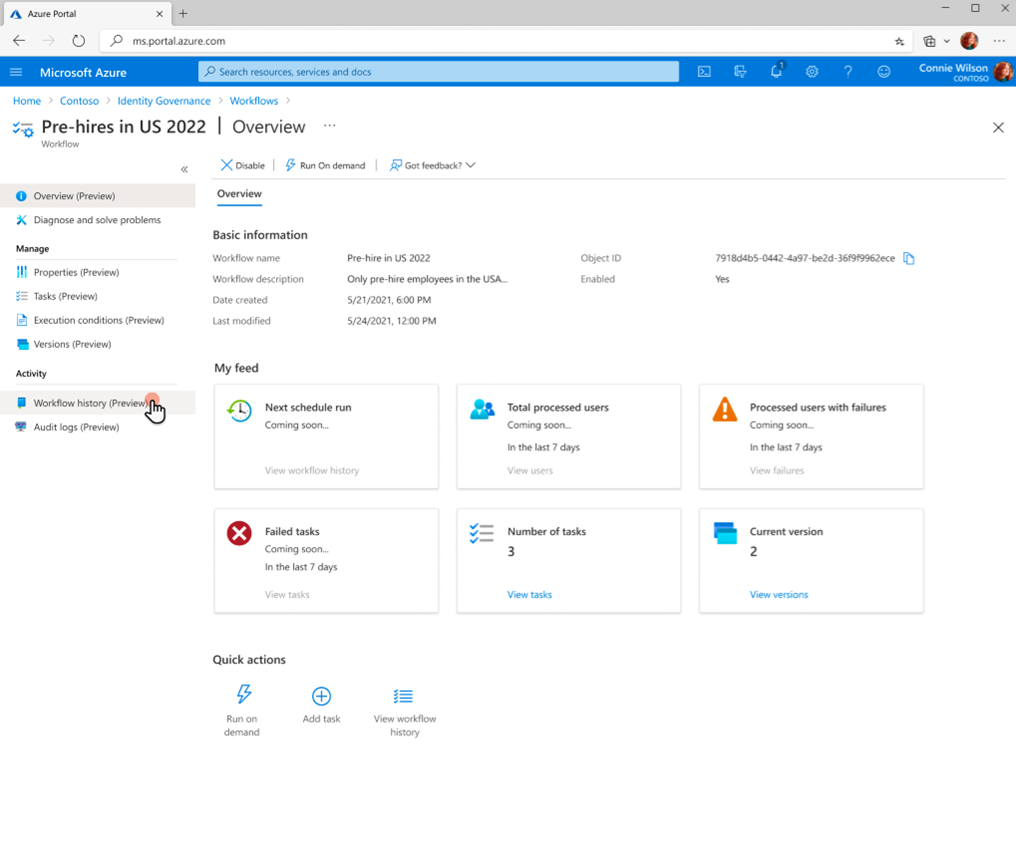 Azure Portal
ms.portal.azure.com
Microsoft Azure
Search resources, services and docs
1
Connie Wilson
CONTOSO
Home > Contoso > Identity Governance > Workflows >
Pre-hires in US 2022 | Overview ...
Workflow
Disable
Run On demand
Got feedback?
Overview (Preview)
Diagnose and solve problems
Manage
Properties (Preview)
Tasks (Preview)
Execution conditions (Preview)
Versions (Preview)
Activity
Workflow history (Preview)
Audit logs (Preview)
Overview
Basic information
Workflow name Pre-hire in US 2022 Object ID 7918d4b5-0442-4a97-be2d-36f9f9962ece
Workflow description Only pre-hire employees in the USA... Enabled Yes
Date created 5/21/2021, 6:00 PM
Last modified 5/24/2021, 12:00 PM
My feed
Next schedule run
Coming soon...
View workflow history
Total processed users
Coming soon...
In the last 7 days
View users
Processed users with failures
Coming soon...
In the last 7 days
View failures
Failed tasks
Coming soon...
In the last 7 days
View tasks
Number of tasks
3
View tasks
Current version
2
View versions
Quick actions
Run on
demand
Add task
View workflow
history